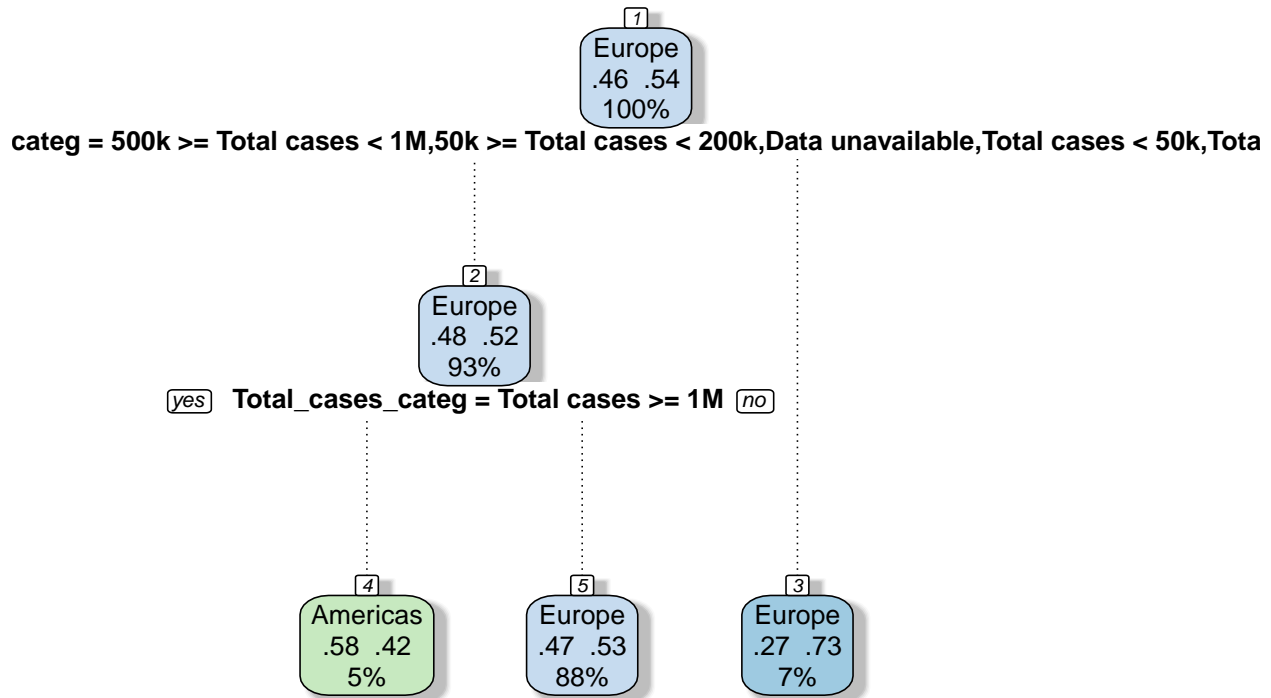 1
Europe
.46 .54
100%
categ = 500k >= Total cases < 1M,50k >= Total cases < 200k,Data unavailable,Total cases < 50k,Tota
2
Europe
.48 .52
93%
yes Total_cases_categ = Total cases >= 1M no
4
Americas
.58 .42
5%
5
Europe
.47 .53
88%
3
Europe
.27 .73
7%